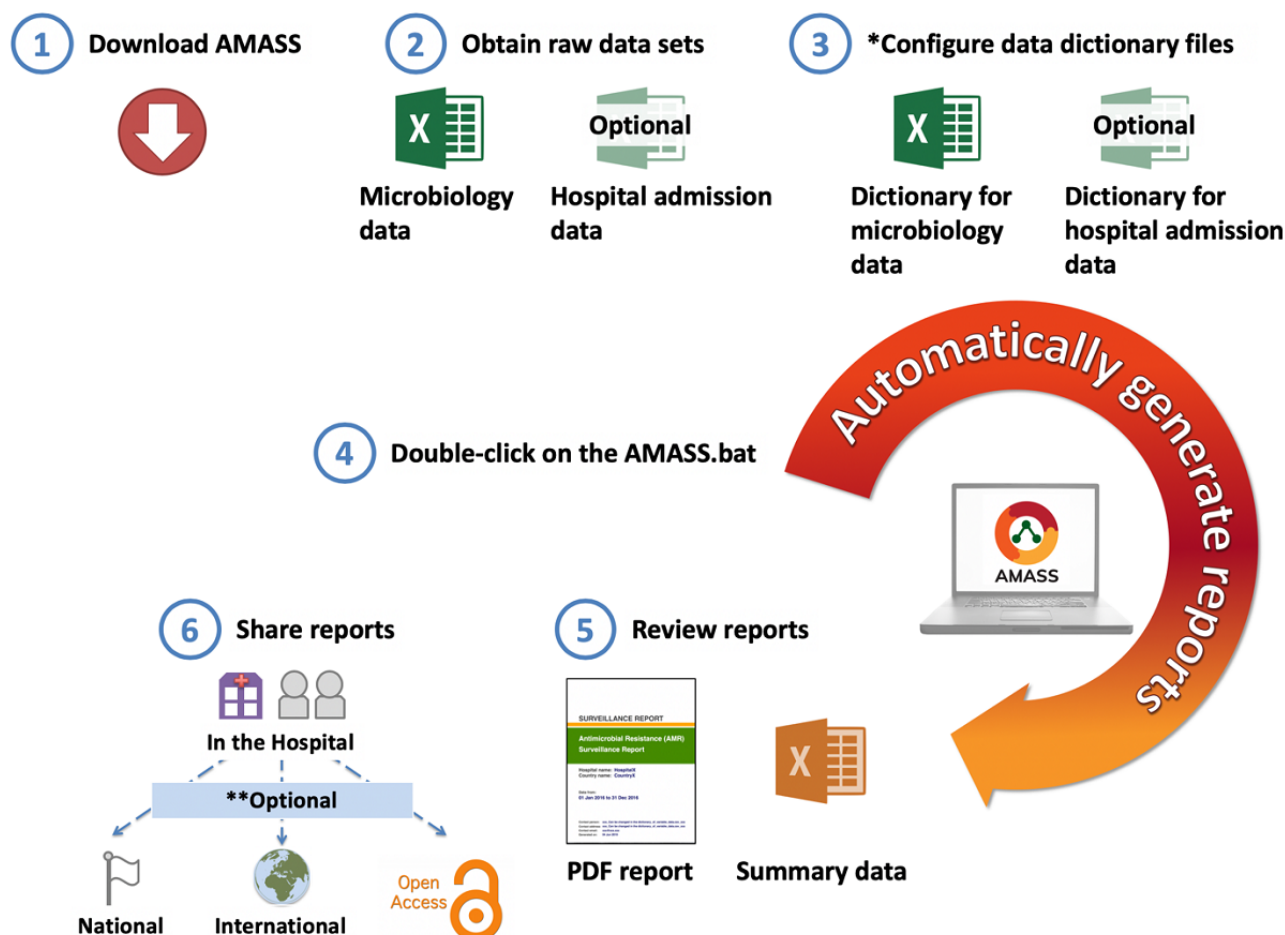 1 Download AMASS
2 Obtain raw data sets
3 *Configure data dictionary files
X
Optional
X
Optional
Microbiology
data
Hospital admission
data
Dictionary for
microbiology
data
Dictionary for
hospital admission
data
Automatically generate reports
4 Double-click on the AMASS.bat
AMASS
6 Share reports
5 Review reports
In the Hospital
**Optional
National
International
Open
Access
SURVEILLANCE REPORT
Antimicrobial Resistance (AMR)
Surveillance Report
Hospital name: HospitalX
Country name: CountryX
Data from:
01 Jan 2016 to 31 Dec 2016
X
PDF report
Summary data